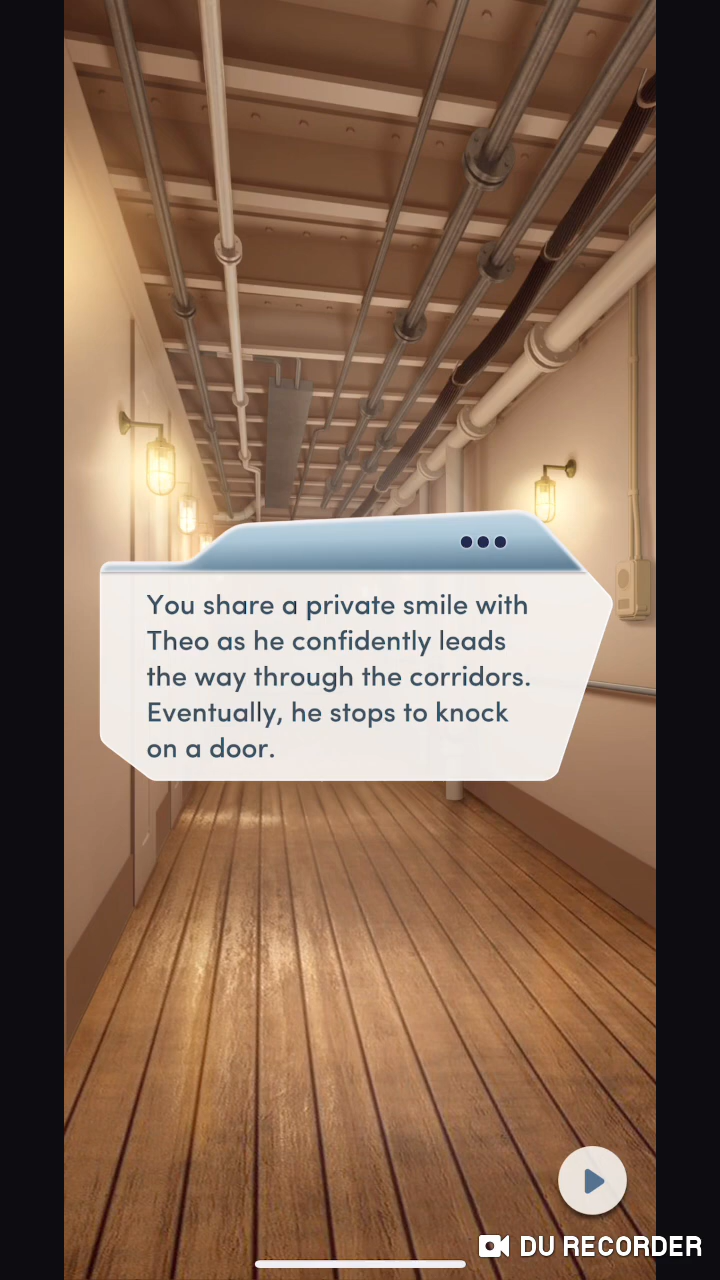 You share a private smile with
Theo as he confidently leads
the way through the corridors.
Eventually, he stops to knock
on a door.
DU RECORDER